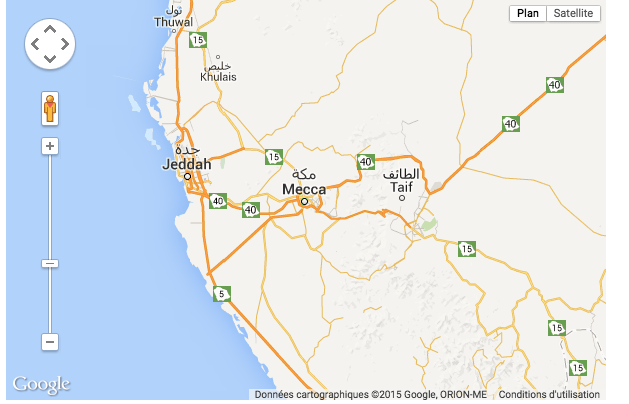 ثول
Thuwal
Plan
Satellite
15
خليص
Khulais
40
40
جدة
Jeddah
15
40
مكة
Mecca
الطائف
Taif
40
40
15
5
15
15
Google
Données cartographiques ©2015 Google, ORION-ME
Conditions d'utilisation